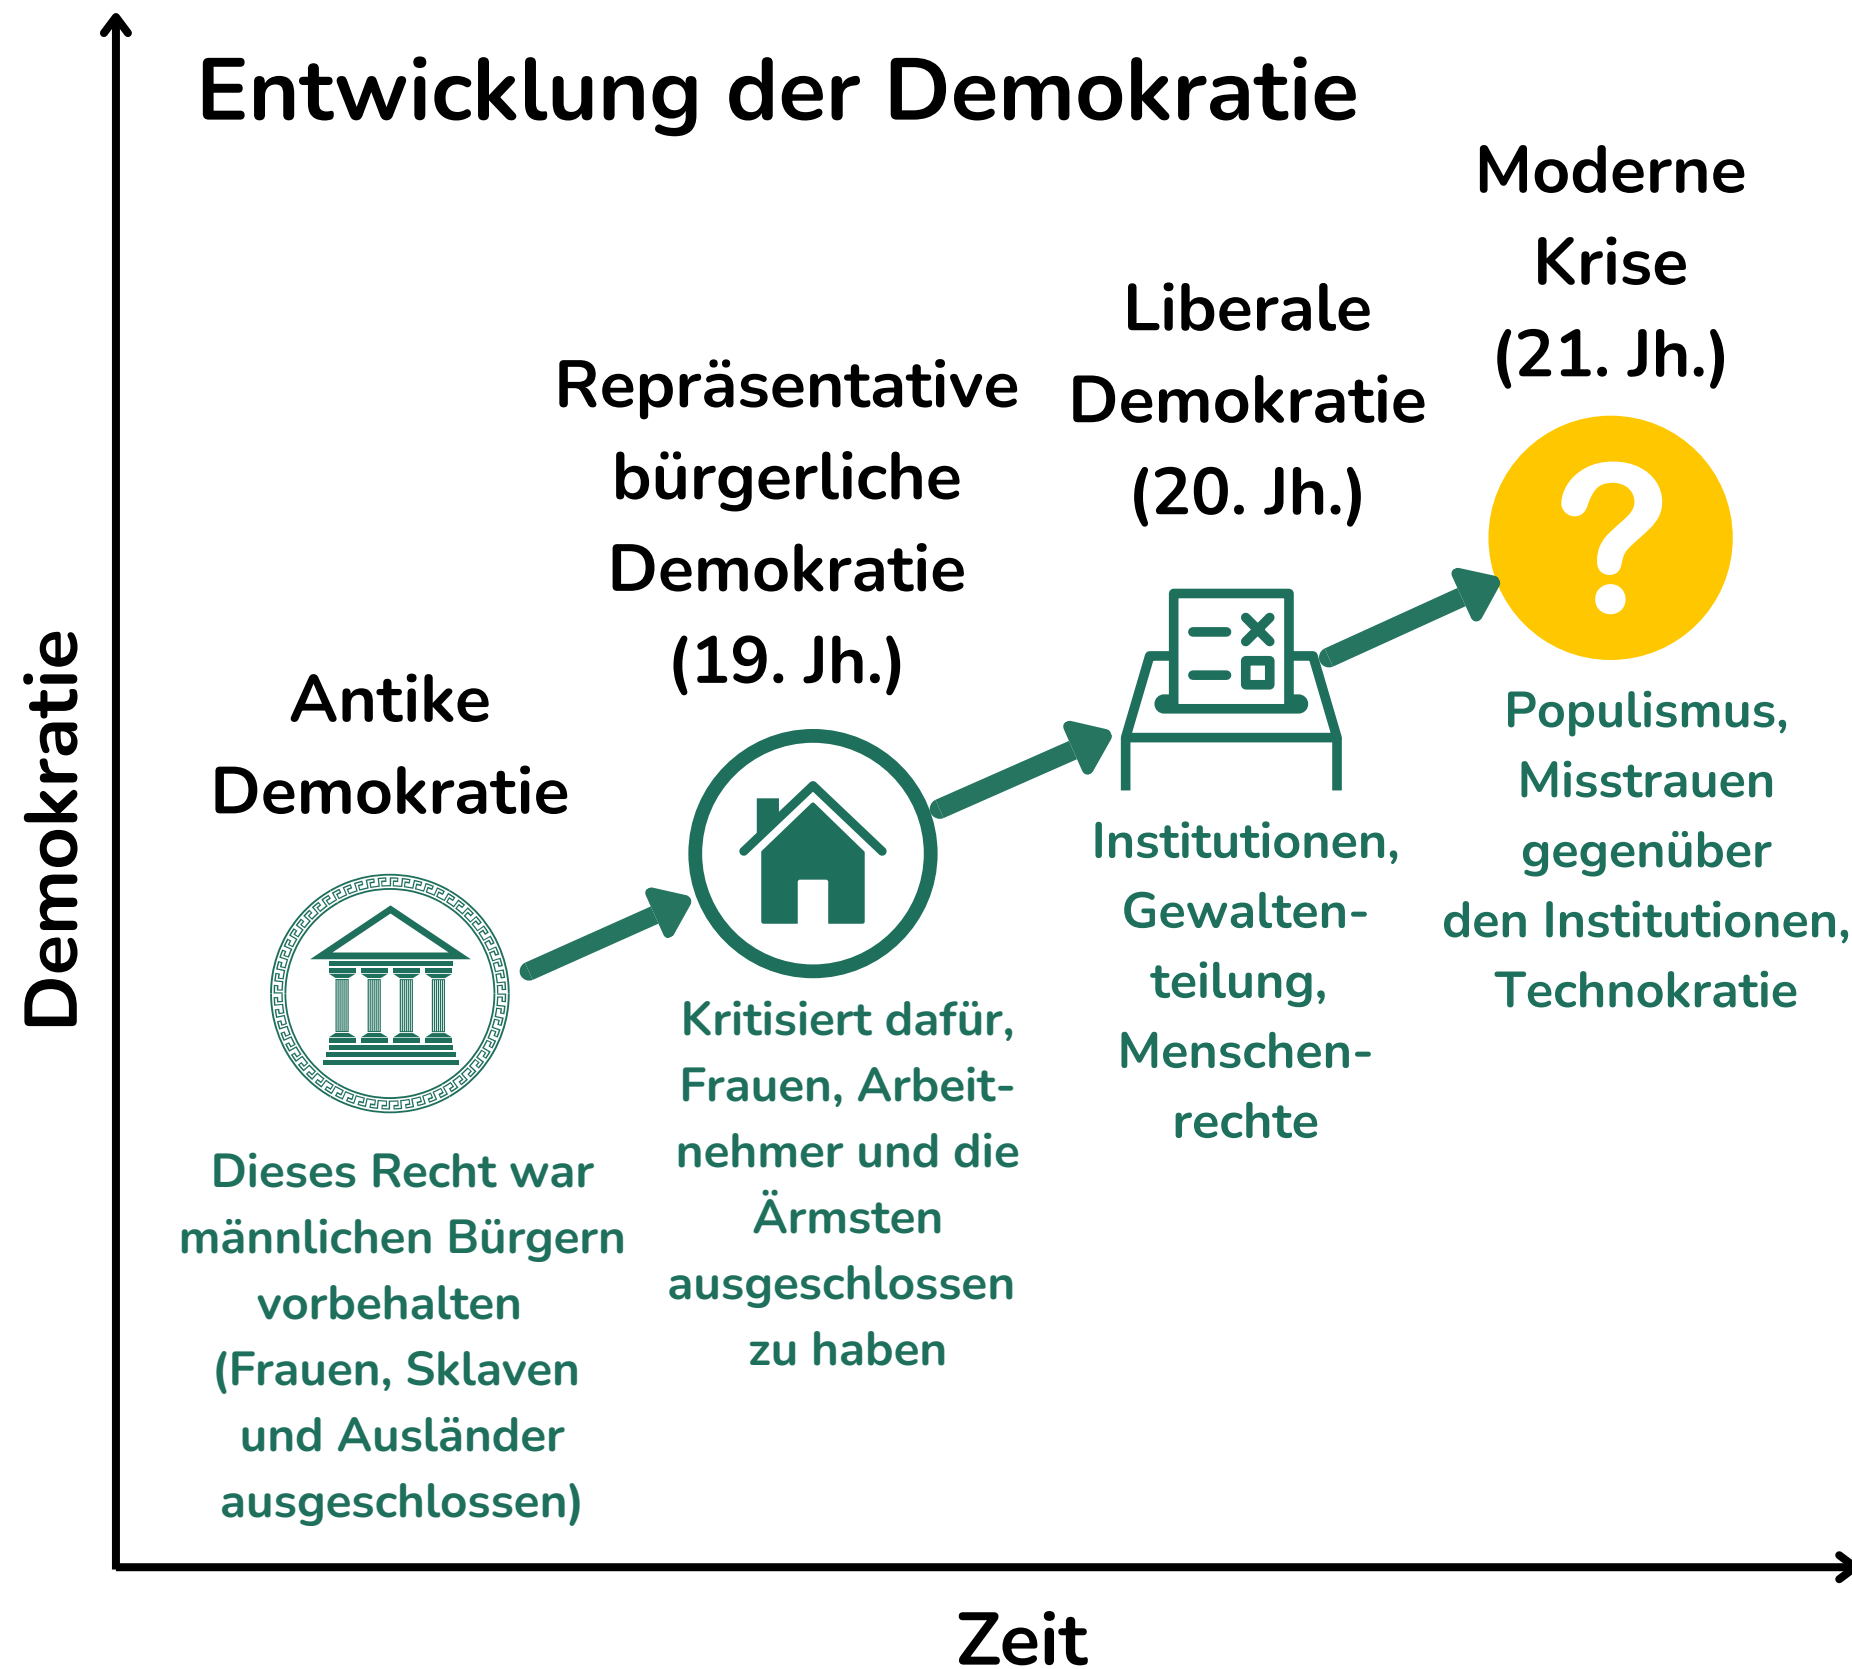 Entwicklung der Demokratie
Demokratie
Antike
Demokratie
Dieses Recht war
männlichen Bürgern
vorbehalten
(Frauen, Sklaven
und Ausländer
ausgeschlossen)
Repräsentative
bürgerliche
Demokratie
(19. Jh.)
Kritisiert dafür,
Frauen, Arbeit-
nehmer und die
Ärmsten
ausgeschlossen
zu haben
Liberale
Demokratie
(20. Jh.)
Institutionen,
Gewalten-
teilung,
Menschen-
rechte
Moderne
Krise
(21. Jh.)
?
Populismus,
Misstrauen
gegenüber
den Institutionen,
Technokratie
Zeit